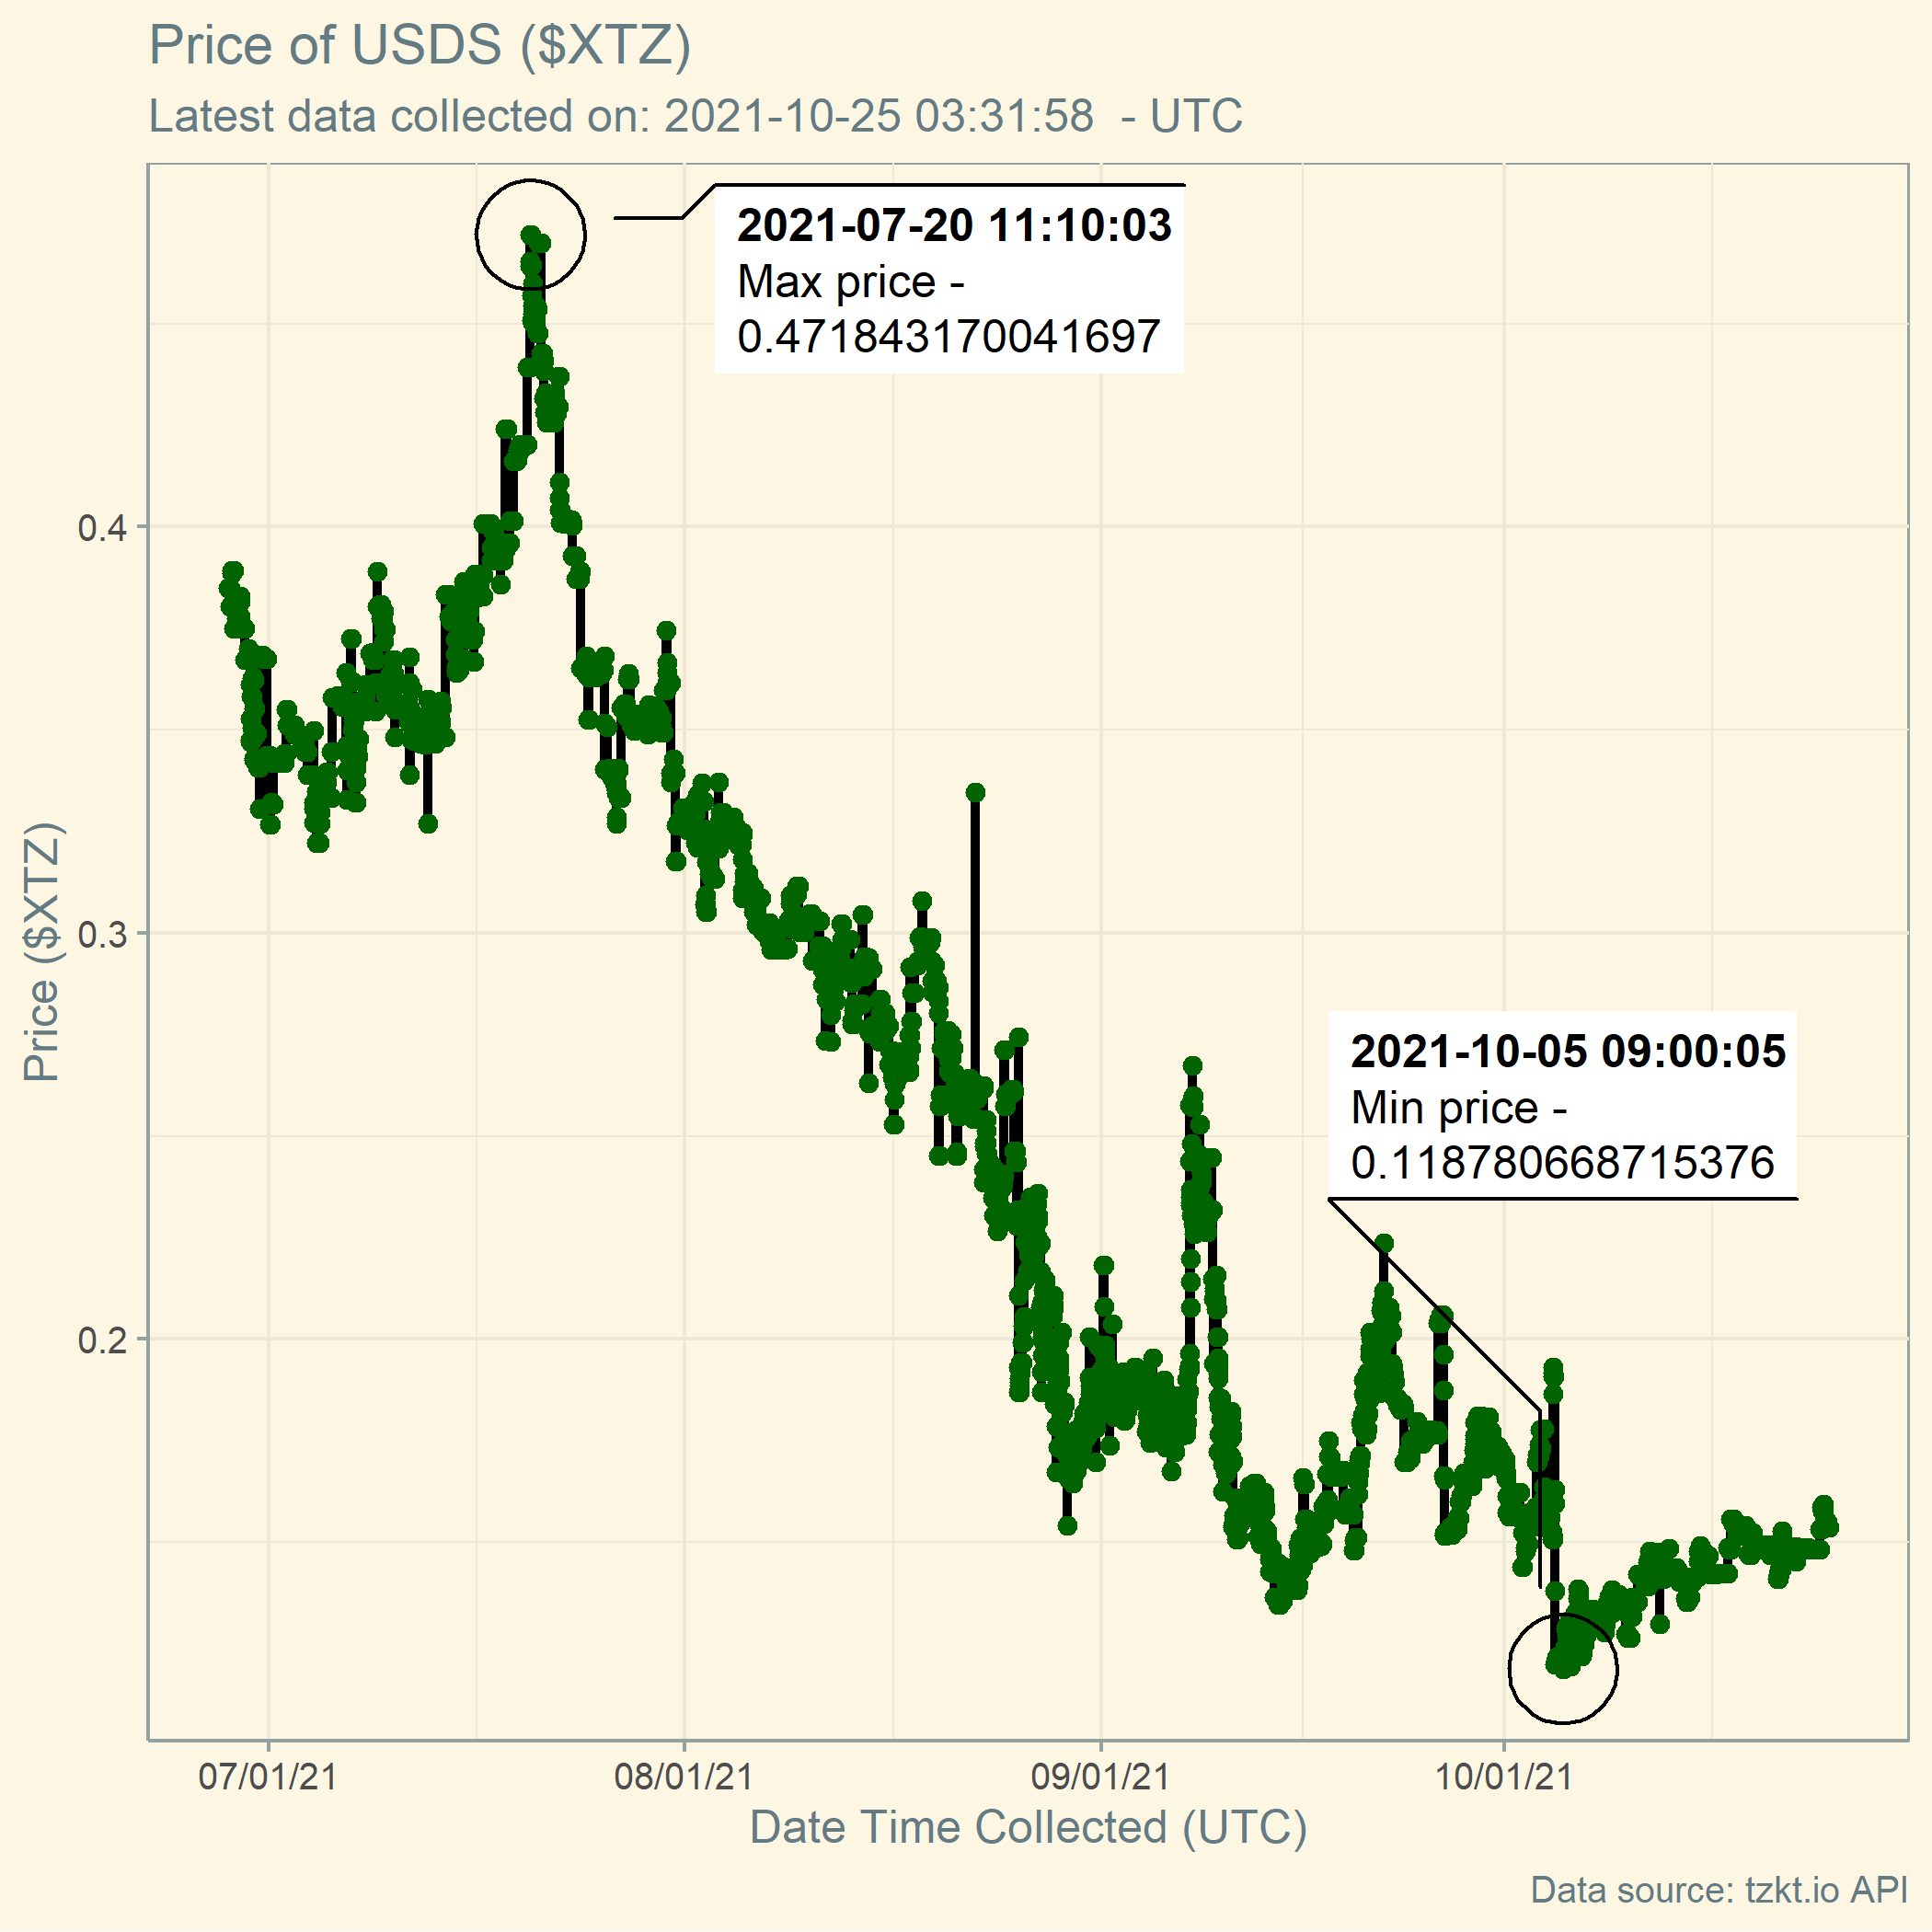 Price of USDS ($XTZ)
Latest data collected on: 2021-10-25 03:31:58  - UTC
2021-07-20 11:10:03
Max price -
0.471843170041697
0.4
0.3
0.2
Price ($XTZ)
2021-10-05 09:00:05
Min price -
0.118780668715376
07/01/21
08/01/21
09/01/21
10/01/21
Date Time Collected (UTC)
Data source: tzkt.io API